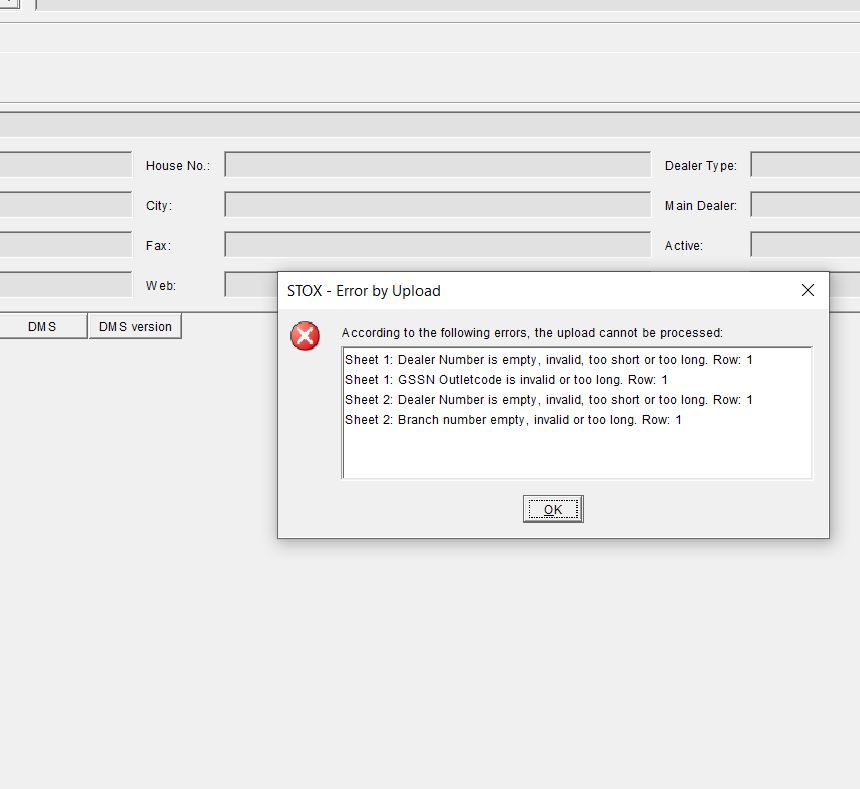 House No.:
Dealer Type:
City:
Main Dealer:
Fax:
Active:
Web:
DMS
DMS version
STOX - Error by Upload
According to the following errors, the upload cannot be processed:
Sheet 1: Dealer Number is empty, invalid, too short or too long. Row: 1
Sheet 1: GSSN Outletcode is invalid or too long. Row: 1
Sheet 2: Dealer Number is empty, invalid, too short or too long. Row: 1
Sheet 2: Branch number empty, invalid or too long. Row: 1
OK